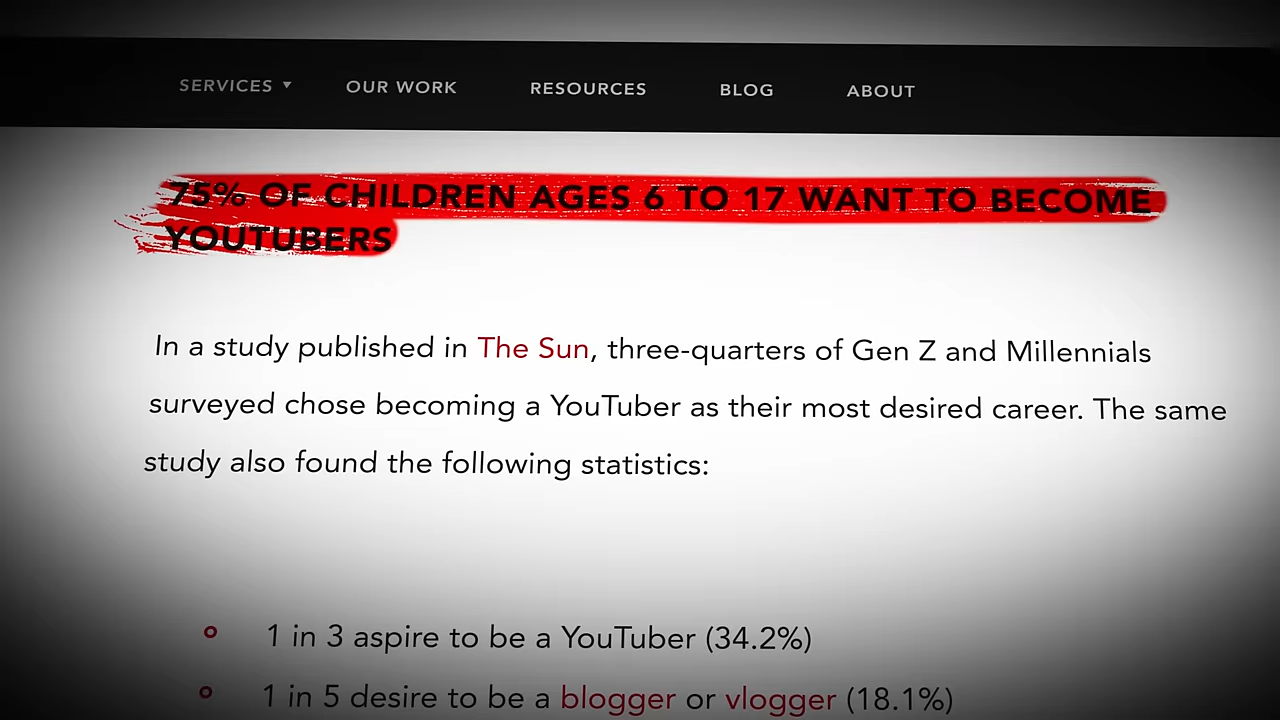 SERVICES ▼ OUR WORK RESOURCES BLOG ABOUT
75% OF CHILDREN AGES 6 TO 17 WANT TO BECOME
YOUTUBERS
In a study published in The Sun, three-quarters of Gen Z and Millennials
surveyed chose becoming a YouTuber as their most desired career. The same
study also found the following statistics:
1 in 3 aspire to be a YouTuber (34.2%)
1 in 5 desire to be a blogger or vlogger (18.1%)